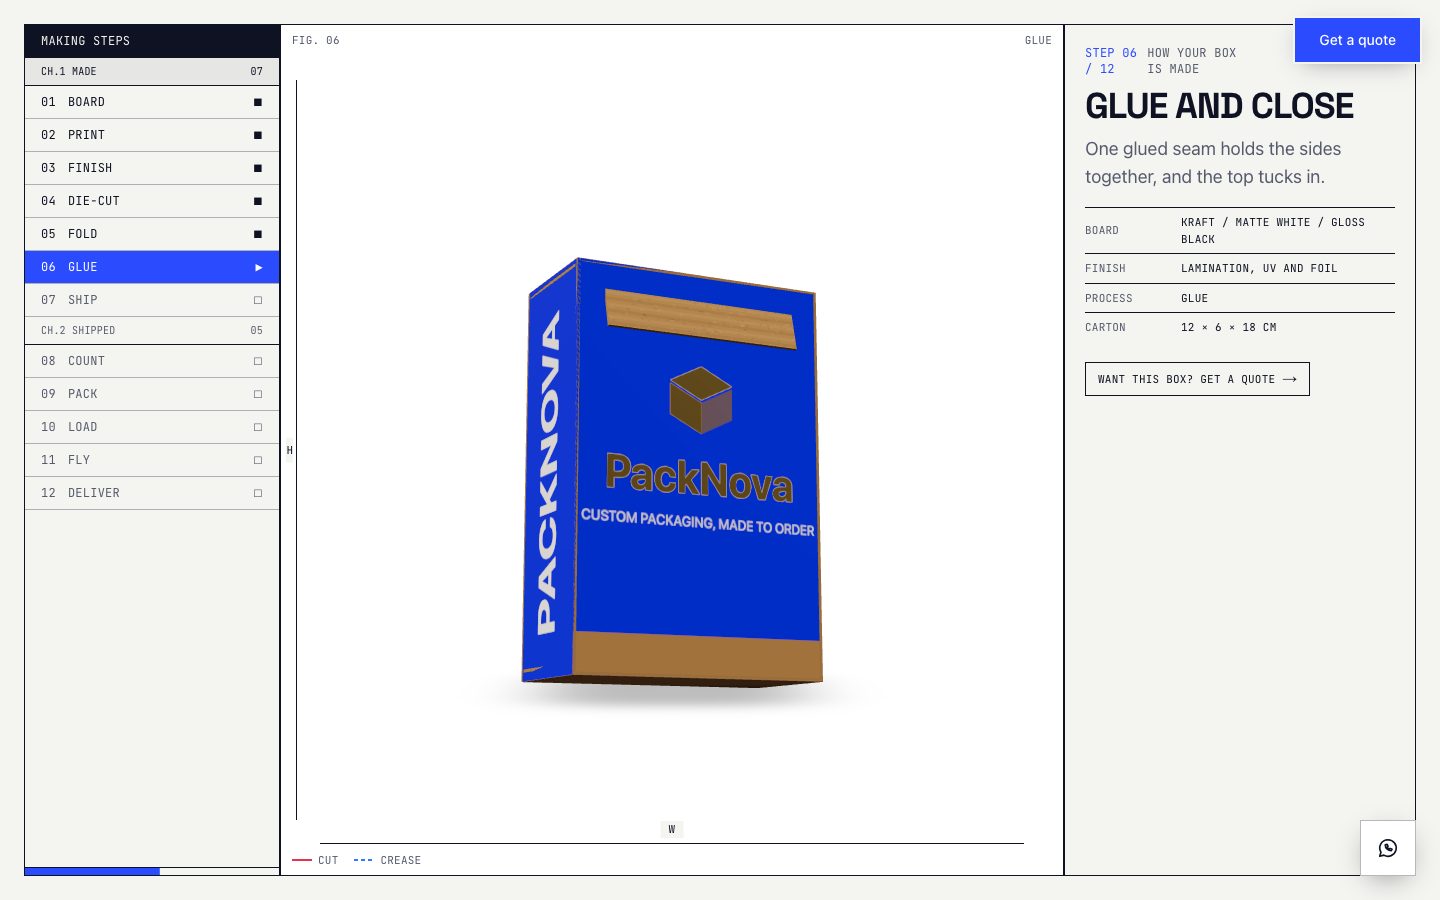 MAKING STEPS
CH.1 MADE 07
01 BOARD
02 PRINT
03 FINISH
04 DIE-CUT
05 FOLD
06 GLUE
07 SHIP
CH.2 SHIPPED 05
08 COUNT
09 PACK
10 LOAD
11 FLY
12 DELIVER
FIG. 06
GLUE
H
PACKNOVA
PackNova
CUSTOM PACKAGING, MADE TO ORDER
W
CUT
CREASE
Get a quote
STEP 06 / 12
HOW YOUR BOX IS MADE
GLUE AND CLOSE
One glued seam holds the sides
together, and the top tucks in.
BOARD KRAFT / MATTE WHITE / GLOSS
BLACK
FINISH LAMINATION, UV AND FOIL
PROCESS GLUE
CARTON 12 × 6 × 18 CM
WANT THIS BOX? GET A QUOTE →